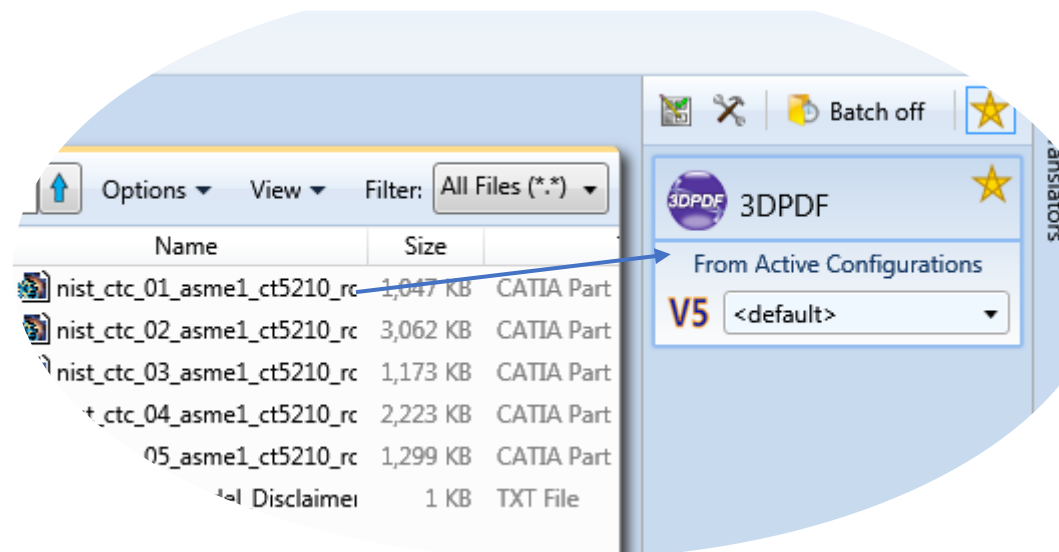 Batch off
Options View Filter: All Files (*.*)
3DPDF 3DPDF
Name Size
From Active Configurations
nist_ctc_01_asme1_ct5210_rc 1,047 KB CATIA Part
V5 <default>
nist_ctc_02_asme1_ct5210_rc 3,062 KB CATIA Part
nist_ctc_03_asme1_ct5210_rc 1,173 KB CATIA Part
_ctc_04_asme1_ct5210_rc 2,223 KB CATIA Part
05_asme1_ct5210_rc 1,299 KB CATIA Part
Disclaimer 1 KB TXT File